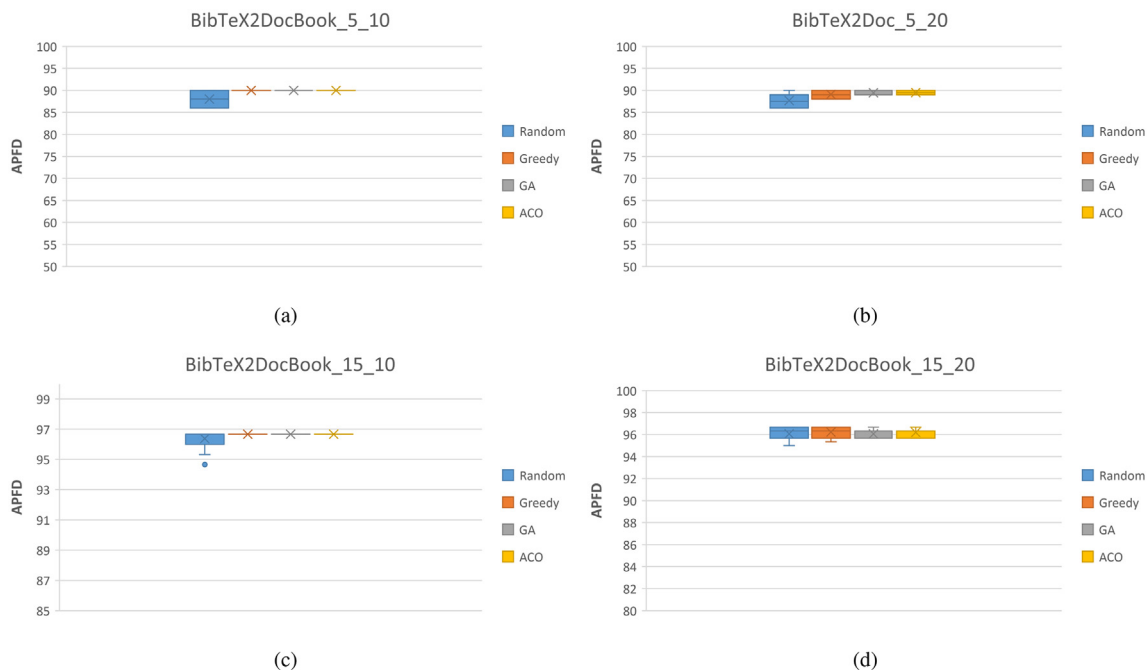 BibTeX2DocBook_5_10
100
95
90
85
80
75
70
65
60
55
50
APFD
Random
Greedy
GA
ACO
(a)
BibTeX2Doc_5_20
100
95
90
85
80
75
70
65
60
55
50
APFD
Random
Greedy
GA
ACO
(b)
BibTeX2DocBook_15_10
99
97
95
93
91
89
87
85
APFD
Random
Greedy
GA
ACO
(c)
BibTeX2DocBook_15_20
100
98
96
94
92
90
88
86
84
82
80
APFD
Random
Greedy
GA
ACO
(d)